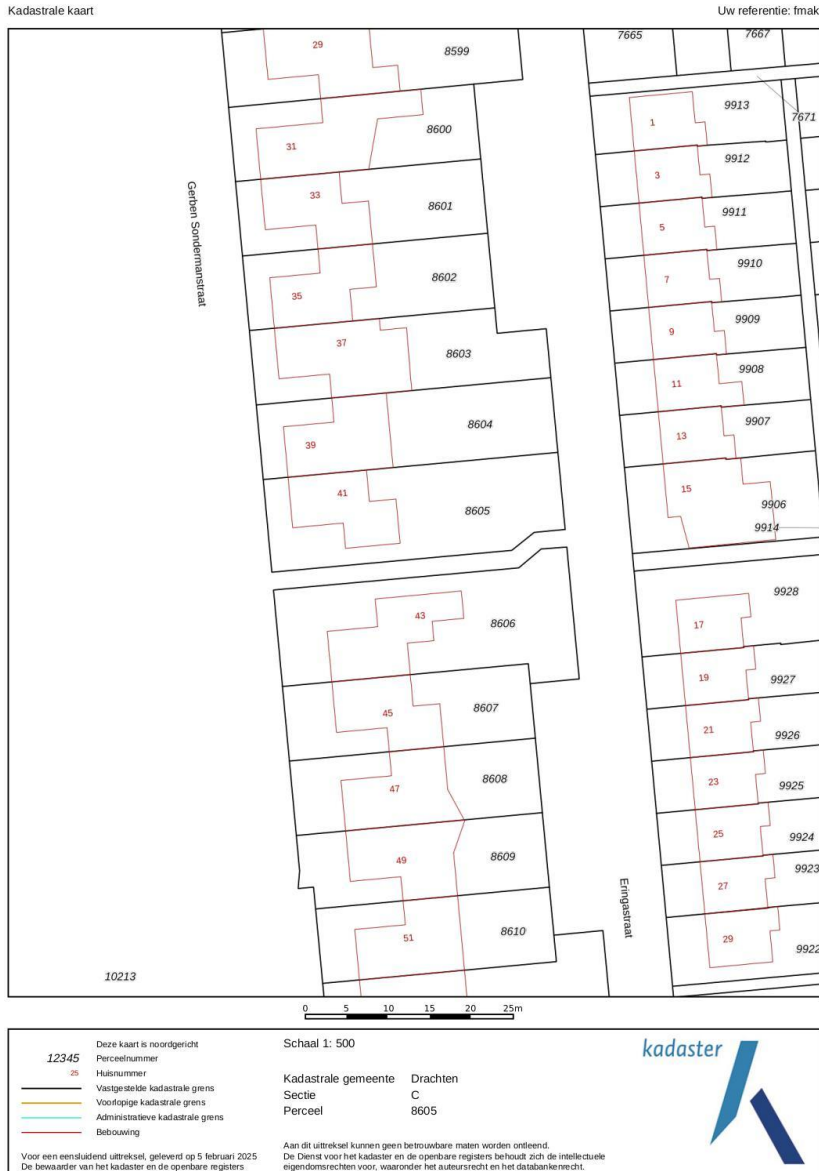 Kadastrale kaart
Uw referentie: fmak
29
8599
7665
7667
31
8600
1
9913
7671
33
8601
3
9912
Gerben Sondermanstraat
5
9911
35
8602
7
9910
37
8603
9
9909
11
9908
39
8604
13
9907
41
8605
15
9906
9914
43
8606
17
9928
45
8607
19
9927
21
9926
47
8608
23
9925
49
8609
25
9924
27
9923
Eringastraat
51
8610
29
9922
10213
0 5 10 15 20 25m
Deze kaart is noordgericht
12345 Perceelnummer
25 Huisnummer
Vastgestelde kadastrale grens
Voorlopige kadastrale grens
Administratieve kadastrale grens
Bebouwing
Voor een eensluidend uittreksel, geleverd op 5 februari 2025
De bewaarder van het kadaster en de openbare registers
Schaal 1: 500
Kadastrale gemeente Drachten
Sectie C
Perceel 8605
Aan dit uittreksel kunnen geen betrouwbare maten worden ontleend.
De Dienst voor het kadaster en de openbare registers behoudt zich de intellectuele
eigendomsrechten voor, waaronder het auteursrecht en het databankenrecht.
kadaster